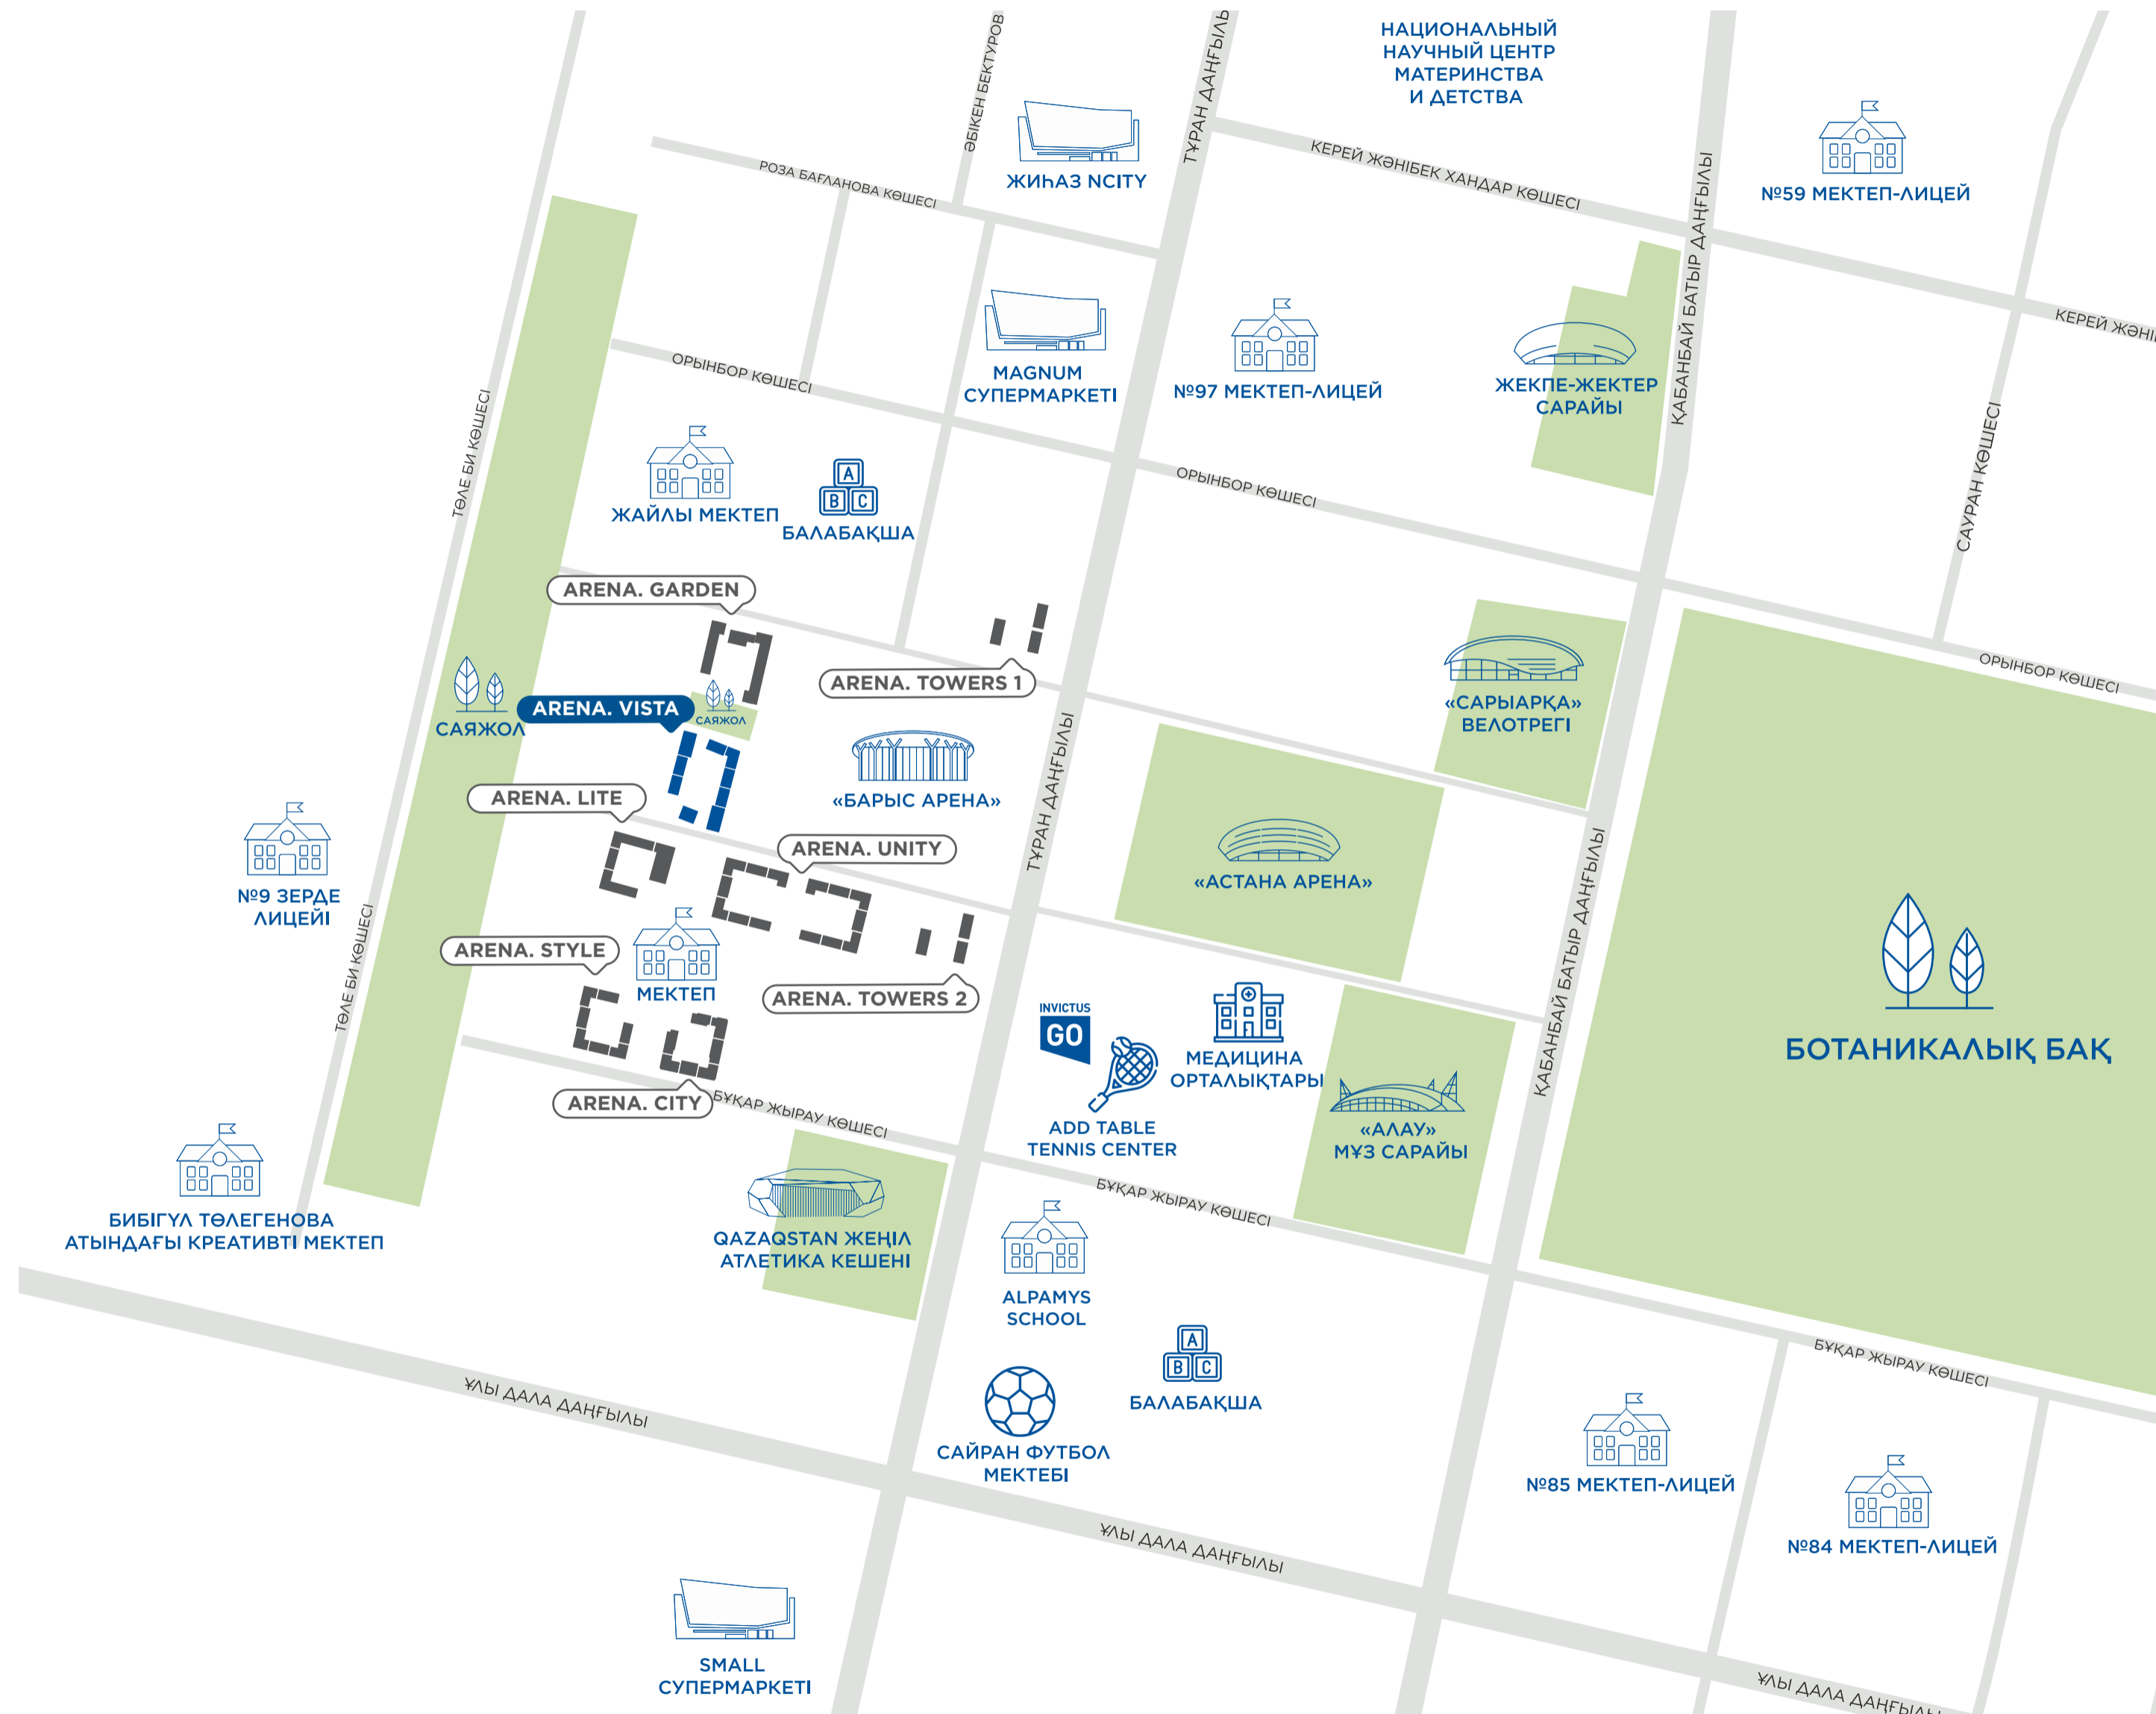 НАЦИОНАЛЬНЫЙ
НАУЧНЫЙ ЦЕНТР
МАТЕРИНСТВА
И ДЕТСТВА
ӘБІКЕН БЕКТУРОВ
ТҰРАН ДАҢҒЫЛЫ
ЖИҺАЗ NCITY
РОЗА БАҒЛАНОВА КӨШЕСІ
КЕРЕЙ ЖӘНІБЕК ХАНДАР КӨШЕСІ
ҚАБАНБАЙ БАТЫР ДАҢҒЫЛЫ
№59 МЕКТЕП-ЛИЦЕЙ
КЕРЕЙ ЖӘНІ
MAGNUM
СУПЕРМАРКЕТІ
№97 МЕКТЕП-ЛИЦЕЙ
ЖЕКПЕ-ЖЕКТЕР
САРАЙЫ
ОРЫНБОР КӨШЕСІ
ТӨЛЕ БИ КӨШЕСІ
САУРАН КӨШЕСІ
ЖАЙЛЫ МЕКТЕП
A
B C
БАЛАБАҚША
ОРЫНБОР КӨШЕСІ
ARENA. GARDEN
ARENA. TOWERS 1
ОРЫНБОР КӨШЕСІ
САЯЖОЛ
ARENA. VISTA
САЯЖОЛ
«САРЫАРҚА»
ВЕЛОТРЕГІ
ТҰРАН ДАҢҒЫЛЫ
«БАРЫС АРЕНА»
ARENA. LITE
ARENA. UNITY
«АСТАНА АРЕНА»
№9 ЗЕРДЕ
ЛИЦЕЙІ
ҚАБАНБАЙ БАТЫР ДАҢҒЫЛЫ
ТӨЛЕ БИ КӨШЕСІ
ARENA. STYLE
МЕКТЕП
ARENA. TOWERS 2
INVICTUS
GO
МЕДИЦИНА
ОРТАЛЫҚТАРЫ
БОТАНИКАЛЫҚ БАҚ
ARENA. CITY
БҰҚАР ЖЫРАУ КӨШЕСІ
ADD TABLE
TENNIS CENTER
«АЛАУ»
МҰЗ САРАЙЫ
БИБІГҮЛ ТӨЛЕГЕНОВА
АТЫНДАҒЫ КРЕАТИВТІ МЕКТЕП
QAZAQSTAN ЖЕҢІЛ
АТЛЕТИКА КЕШЕНІ
БҰҚАР ЖЫРАУ КӨШЕСІ
ALPAMYS
SCHOOL
A
B C
БАЛАБАҚША
БҰҚАР ЖЫРАУ КӨШЕСІ
ҰЛЫ ДАЛА ДАҢҒЫЛЫ
САЙРАН ФУТБОЛ
МЕКТЕБІ
№85 МЕКТЕП-ЛИЦЕЙ
№84 МЕКТЕП-ЛИЦЕЙ
ҰЛЫ ДАЛА ДАҢҒЫЛЫ
SMALL
СУПЕРМАРКЕТІ
ҰЛЫ ДАЛА ДАҢҒЫЛЫ